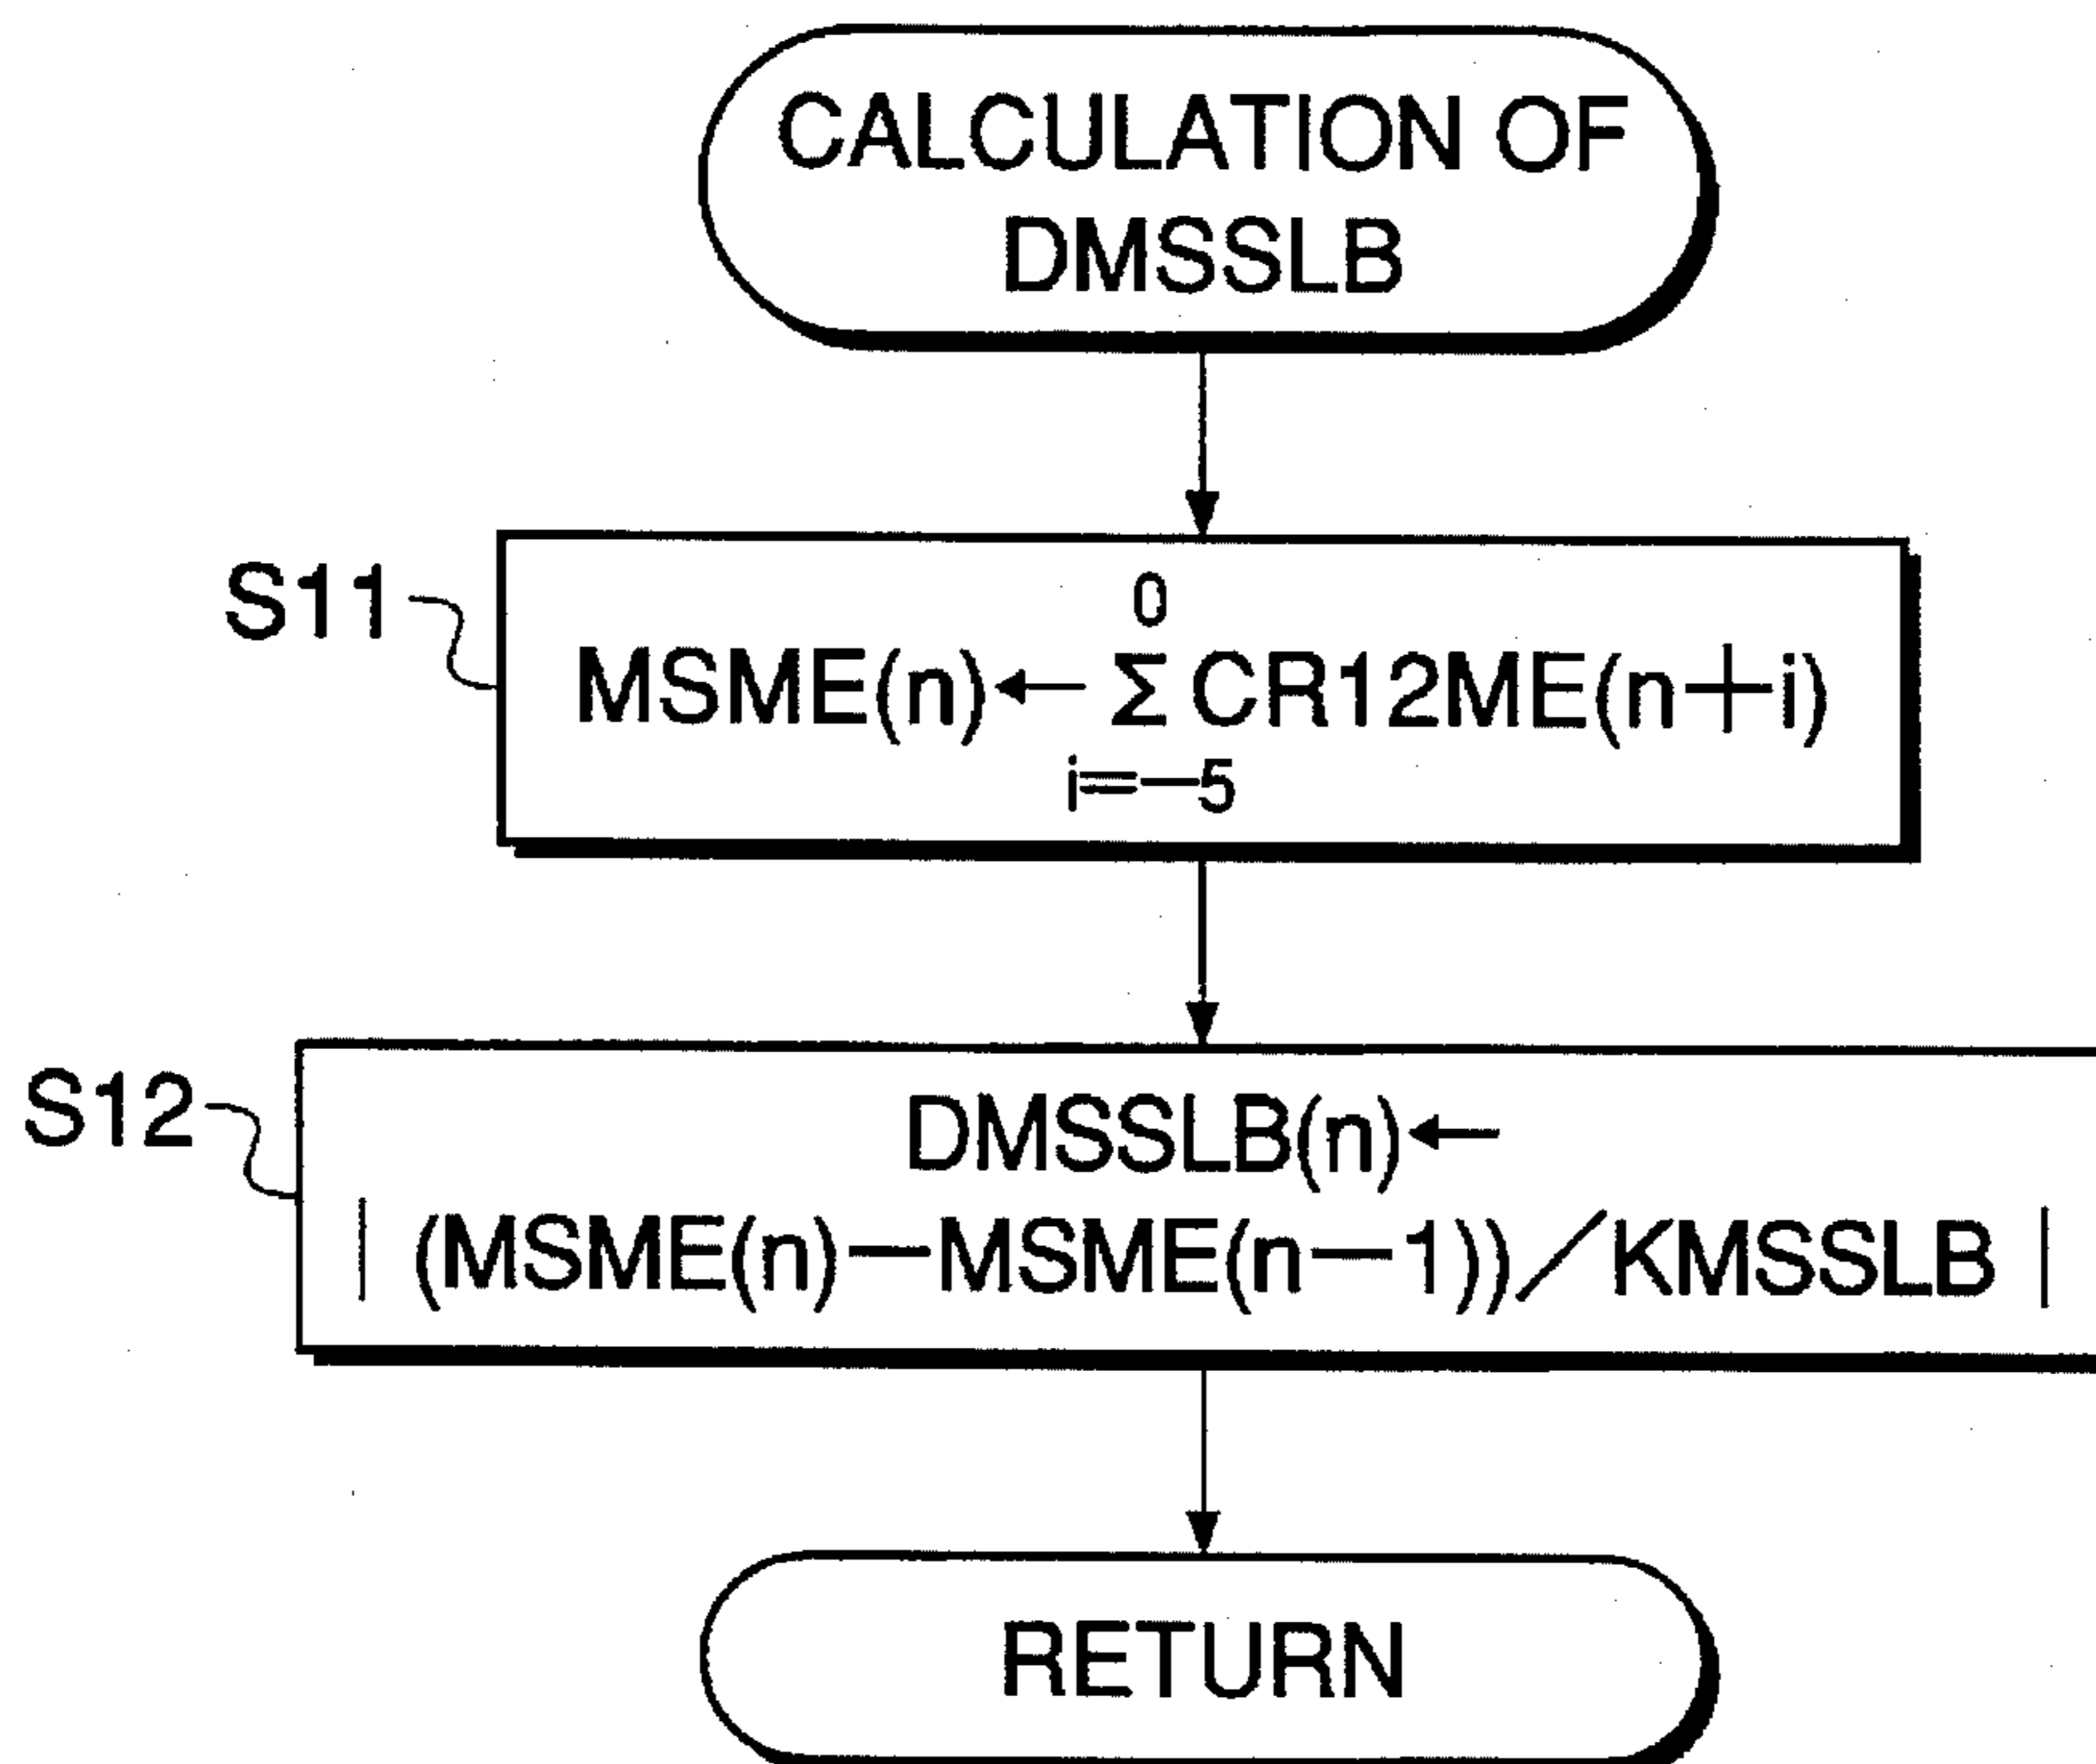 CALCULATION OF
DMSSLB
S11
0
MSME(n)← Σ CR12ME(n+i)
i=−5
S12
DMSSLB(n)←
| (MSME(n)−MSME(n−1))/KMSSLB |
RETURN